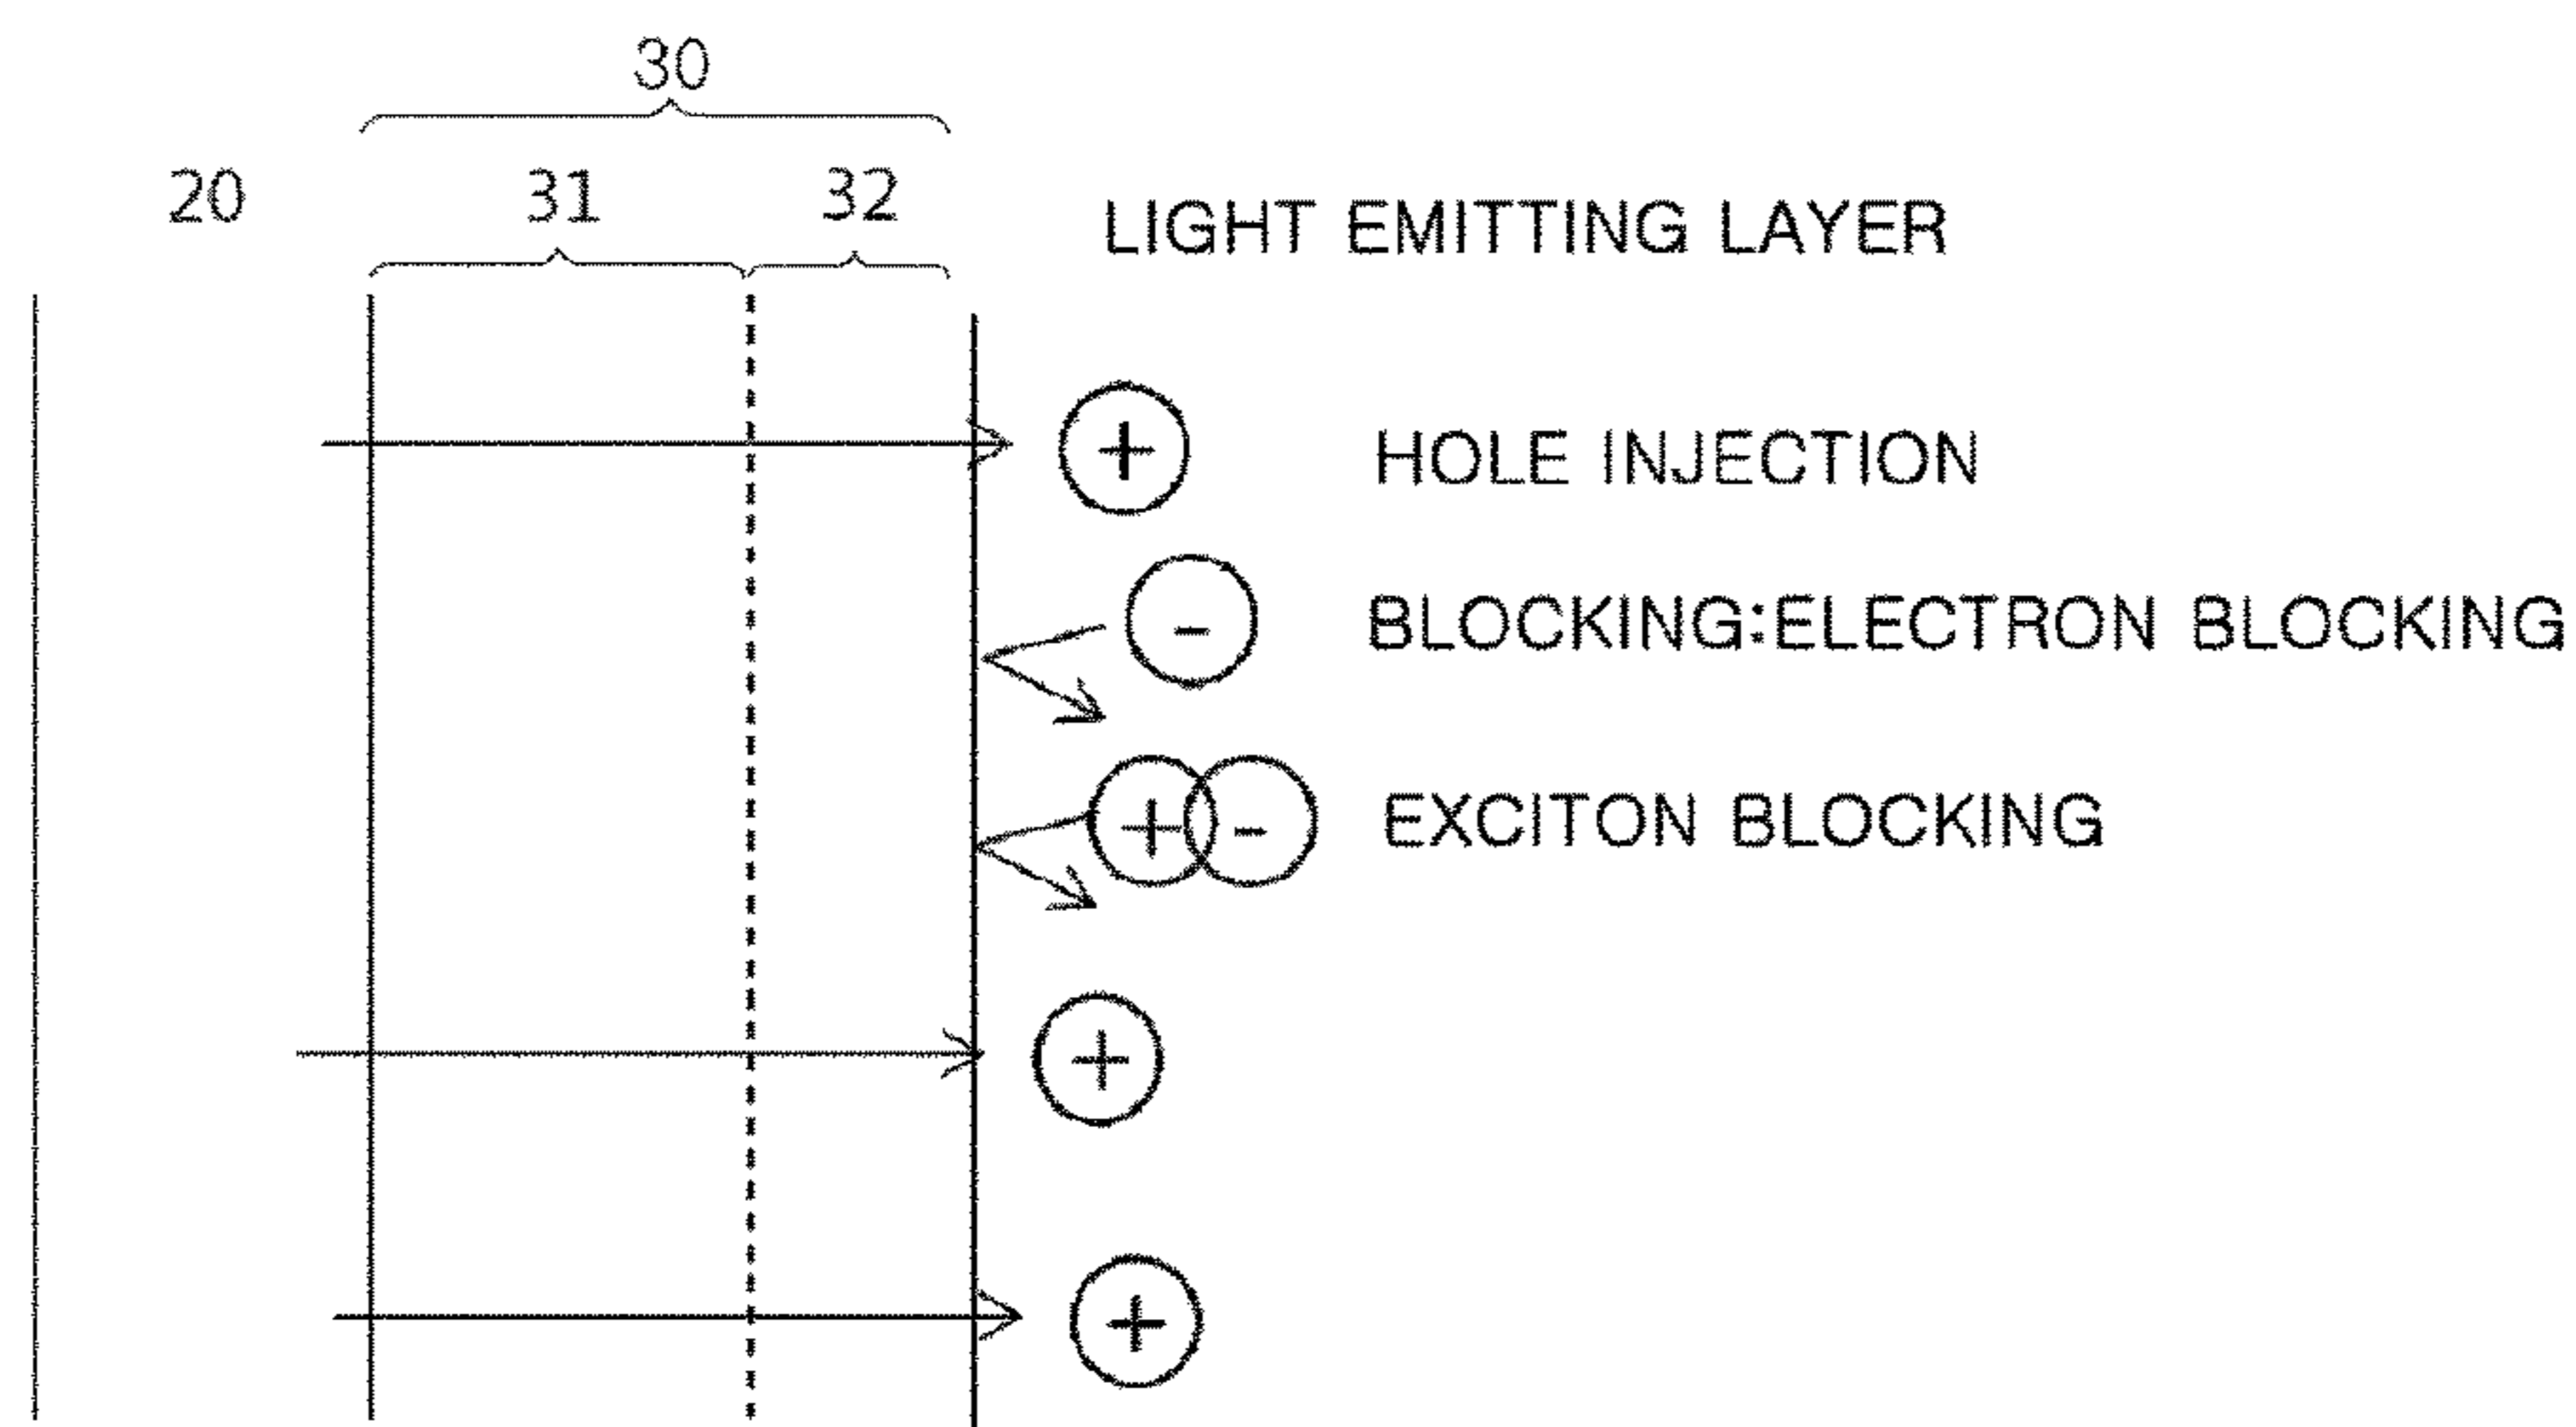 30
20 31 32 LIGHT EMITTING LAYER
+ HOLE INJECTION
- BLOCKING:ELECTRON BLOCKING
+ - EXCITON BLOCKING
+
+